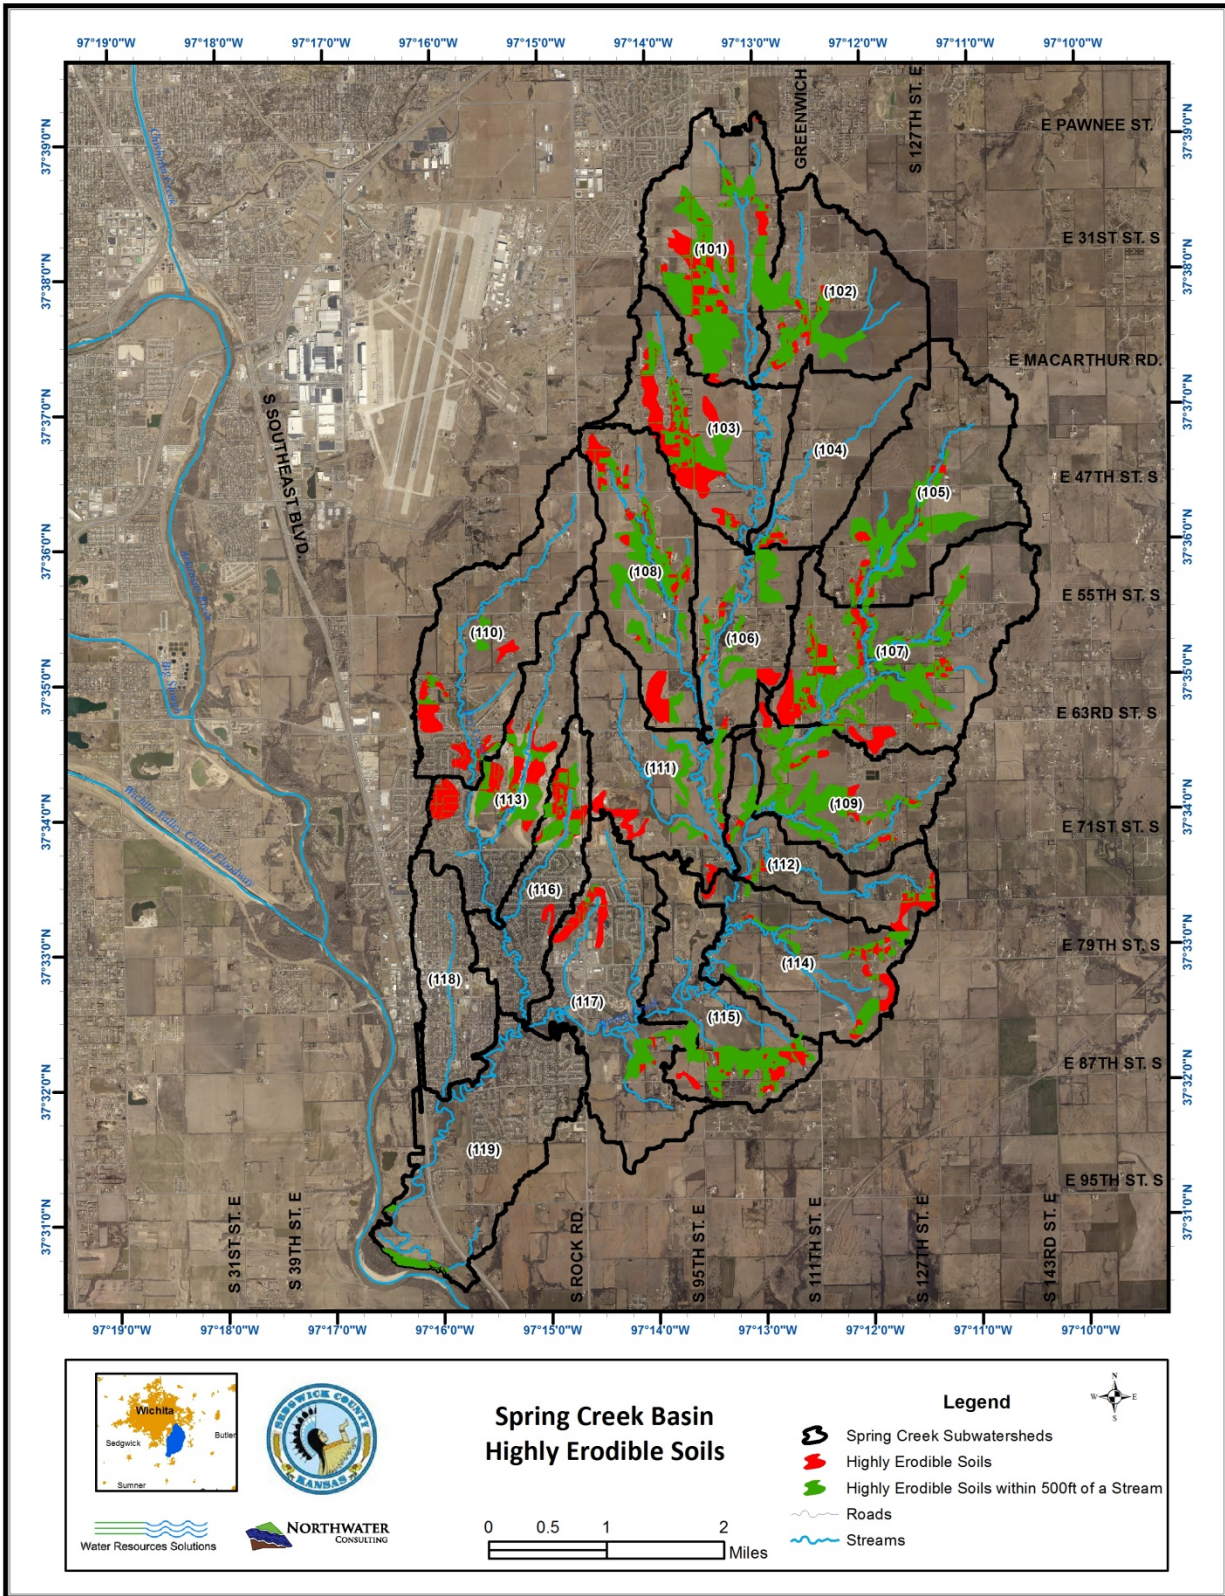 97°19'0"W 97°18'0"W 97°17'0"W 97°16'0"W 97°15'0"W 97°14'0"W 97°13'0"W 97°12'0"W 97°11'0"W 97°10'0"W
37°39'0"N
37°38'0"N
37°37'0"N
37°36'0"N
37°35'0"N
37°34'0"N
37°33'0"N
37°32'0"N
37°31'0"N
GREENWICH
S 127TH ST. E
E PAWNEE ST.
E 31ST ST. S
E MACARTHUR RD.
E 47TH ST. S
E 55TH ST. S
E 63RD ST. S
E 71ST ST. S
E 79TH ST. S
E 87TH ST. S
E 95TH ST. S
37°39'0"N
37°38'0"N
37°37'0"N
37°36'0"N
37°35'0"N
37°34'0"N
37°33'0"N
37°32'0"N
37°31'0"N
S SOUTHEAST BLVD.
Big Slough
Wichita Valley Center Floodway
(101)
(102)
(103)
(104)
(105)
(108)
(106)
(110)
(107)
(111)
(113)
(109)
(112)
(116)
(114)
(118)
(117)
(115)
(119)
S 31ST ST. E
S 39TH ST. E
S ROCK RD.
S 95TH ST. E
S 111TH ST. E
S 127TH ST. E
S 143RD ST. E
97°19'0"W 97°18'0"W 97°17'0"W 97°16'0"W 97°15'0"W 97°14'0"W 97°13'0"W 97°12'0"W 97°11'0"W 97°10'0"W
Wichita
Sedgwick
Butler
Sumner
SEDGWICK COUNTY
KANSAS
Water Resources Solutions
NORTHWATER
CONSULTING
Spring Creek Basin
Highly Erodible Soils
0 0.5 1 2
Miles
Legend
N
W E
S
Spring Creek Subwatersheds
Highly Erodible Soils
Highly Erodible Soils within 500ft of a Stream
Roads
Streams